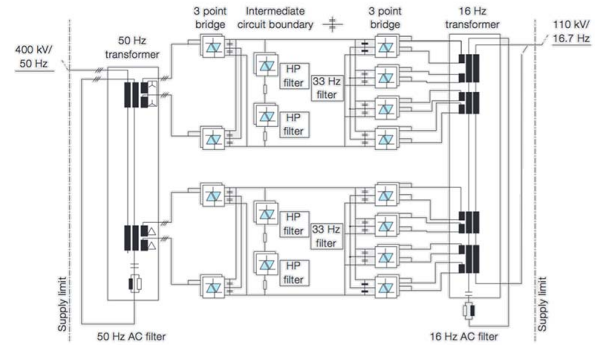 3 point
bridge
Intermediate
circuit boundary
3 point
bridge
16 Hz
transformer
400 kV/
50 Hz
50 Hz
transformer
110 kV/
16.7 Hz
HP
filter
33 Hz
filter
HP
filter
HP
filter
33 Hz
filter
HP
filter
Supply limit
Supply limit
50 Hz AC filter
16 Hz AC filter